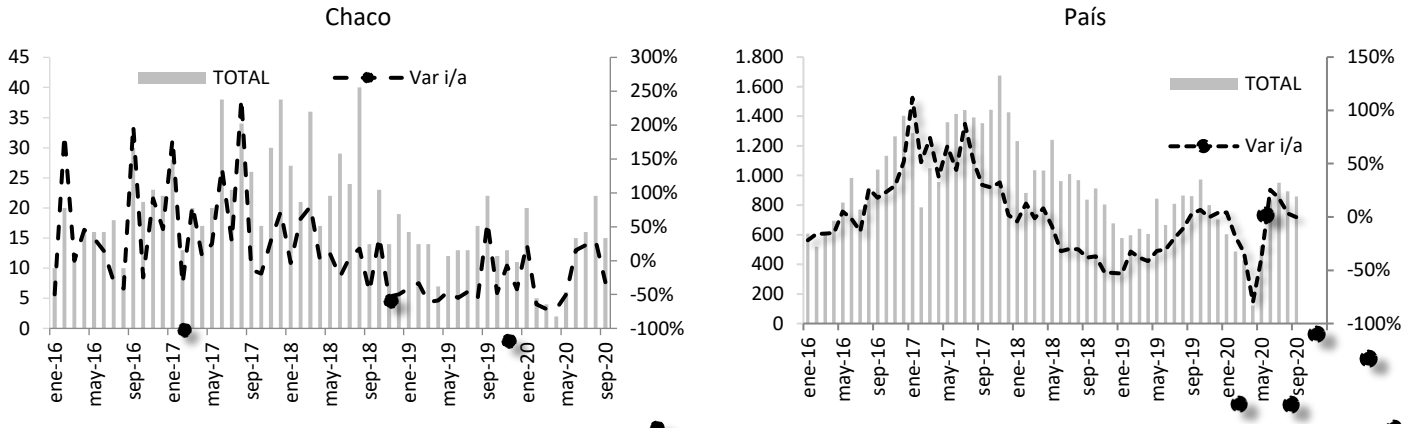 Chaco
45
40
35
30
25
20
15
10
5
0
300%
250%
200%
150%
100%
50%
0%
-50%
-100%
TOTAL
Var i/a
ene-16
may-16
sep-16
ene-17
may-17
sep-17
ene-18
may-18
sep-18
ene-19
may-19
sep-19
ene-20
may-20
sep-20
País
1.800
1.600
1.400
1.200
1.000
800
600
400
200
0
150%
100%
50%
0%
-50%
-100%
TOTAL
Var i/a
ene-16
may-16
sep-16
ene-17
may-17
sep-17
ene-18
may-18
sep-18
ene-19
may-19
sep-19
ene-20
may-20
sep-20